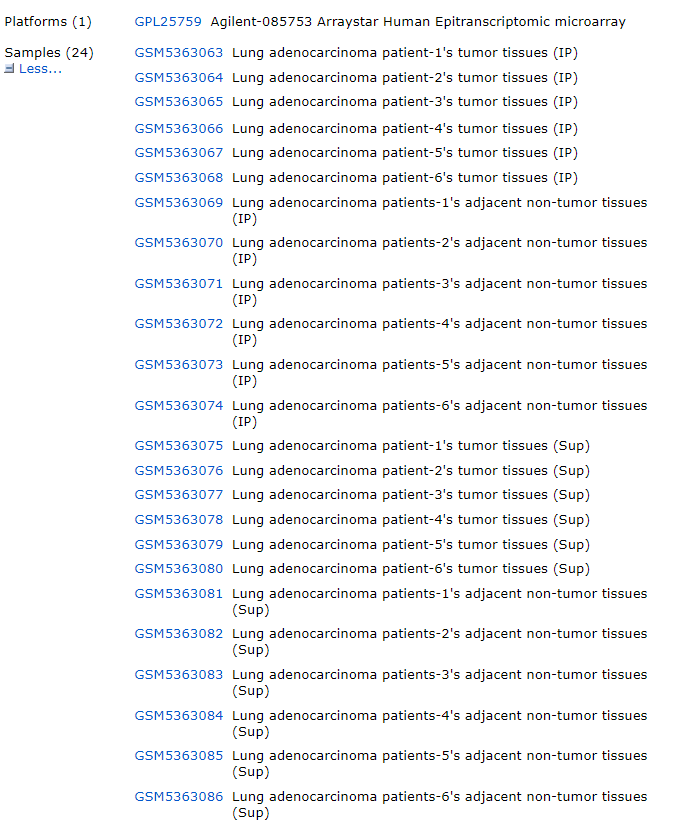 Platforms (1) GPL25759 Agilent-085753 Arraystar Human Epitranscriptomic microarray
Samples (24) GSM5363063 Lung adenocarcinoma patient-1's tumor tissues (IP)
Less...
GSM5363064 Lung adenocarcinoma patient-2's tumor tissues (IP)
GSM5363065 Lung adenocarcinoma patient-3's tumor tissues (IP)
GSM5363066 Lung adenocarcinoma patient-4's tumor tissues (IP)
GSM5363067 Lung adenocarcinoma patient-5's tumor tissues (IP)
GSM5363068 Lung adenocarcinoma patient-6's tumor tissues (IP)
GSM5363069 Lung adenocarcinoma patients-1's adjacent non-tumor tissues
(IP)
GSM5363070 Lung adenocarcinoma patients-2's adjacent non-tumor tissues
(IP)
GSM5363071 Lung adenocarcinoma patients-3's adjacent non-tumor tissues
(IP)
GSM5363072 Lung adenocarcinoma patients-4's adjacent non-tumor tissues
(IP)
GSM5363073 Lung adenocarcinoma patients-5's adjacent non-tumor tissues
(IP)
GSM5363074 Lung adenocarcinoma patients-6's adjacent non-tumor tissues
(IP)
GSM5363075 Lung adenocarcinoma patient-1's tumor tissues (Sup)
GSM5363076 Lung adenocarcinoma patient-2's tumor tissues (Sup)
GSM5363077 Lung adenocarcinoma patient-3's tumor tissues (Sup)
GSM5363078 Lung adenocarcinoma patient-4's tumor tissues (Sup)
GSM5363079 Lung adenocarcinoma patient-5's tumor tissues (Sup)
GSM5363080 Lung adenocarcinoma patient-6's tumor tissues (Sup)
GSM5363081 Lung adenocarcinoma patients-1's adjacent non-tumor tissues
(Sup)
GSM5363082 Lung adenocarcinoma patients-2's adjacent non-tumor tissues
(Sup)
GSM5363083 Lung adenocarcinoma patients-3's adjacent non-tumor tissues
(Sup)
GSM5363084 Lung adenocarcinoma patients-4's adjacent non-tumor tissues
(Sup)
GSM5363085 Lung adenocarcinoma patients-5's adjacent non-tumor tissues
(Sup)
GSM5363086 Lung adenocarcinoma patients-6's adjacent non-tumor tissues
(Sup)